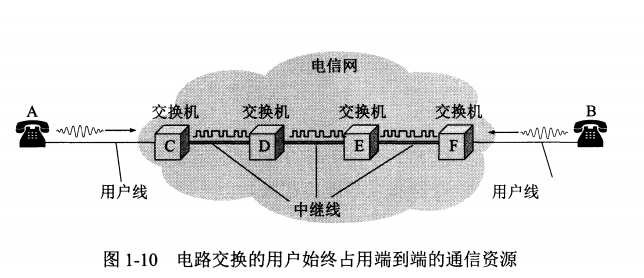 电信网
A
交换机
交换机
交换机
交换机
B
C
D
E
F
用户线
中继线
用户线
图 1-10 电路交换的用户始终占用端到端的通信资源